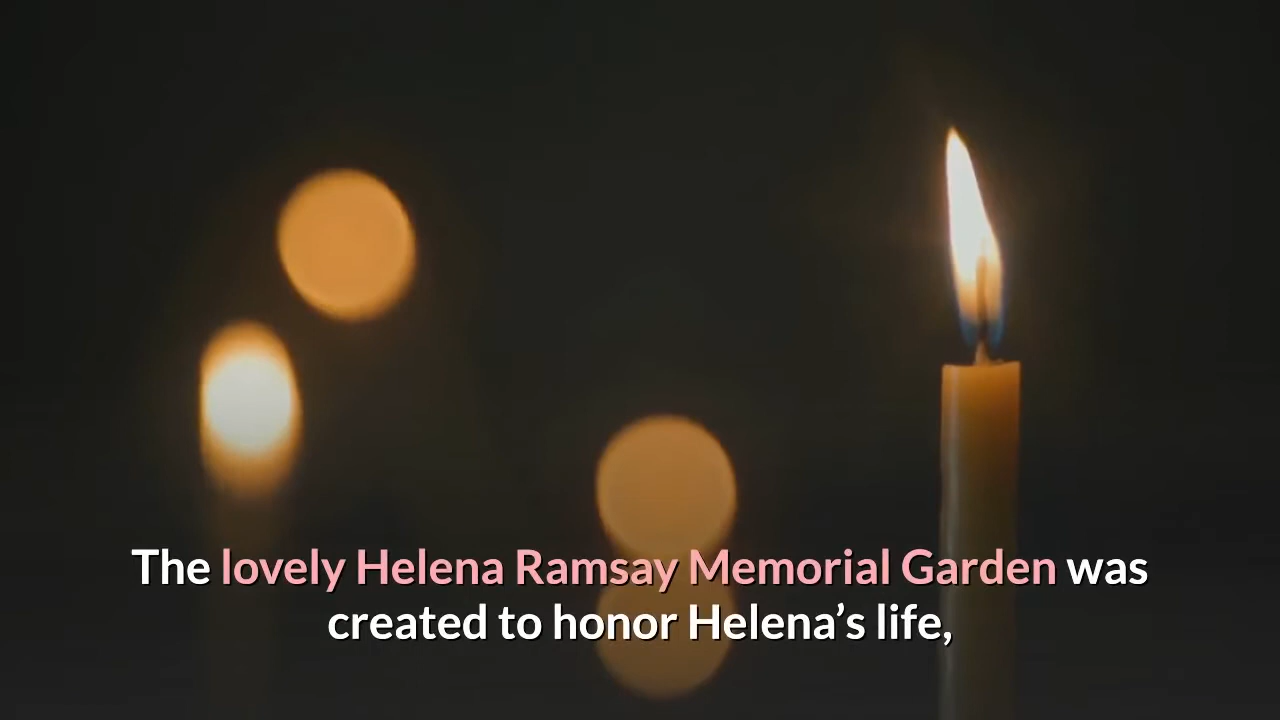 The lovely Helena Ramsay Memorial Garden was
created to honor Helena’s life,